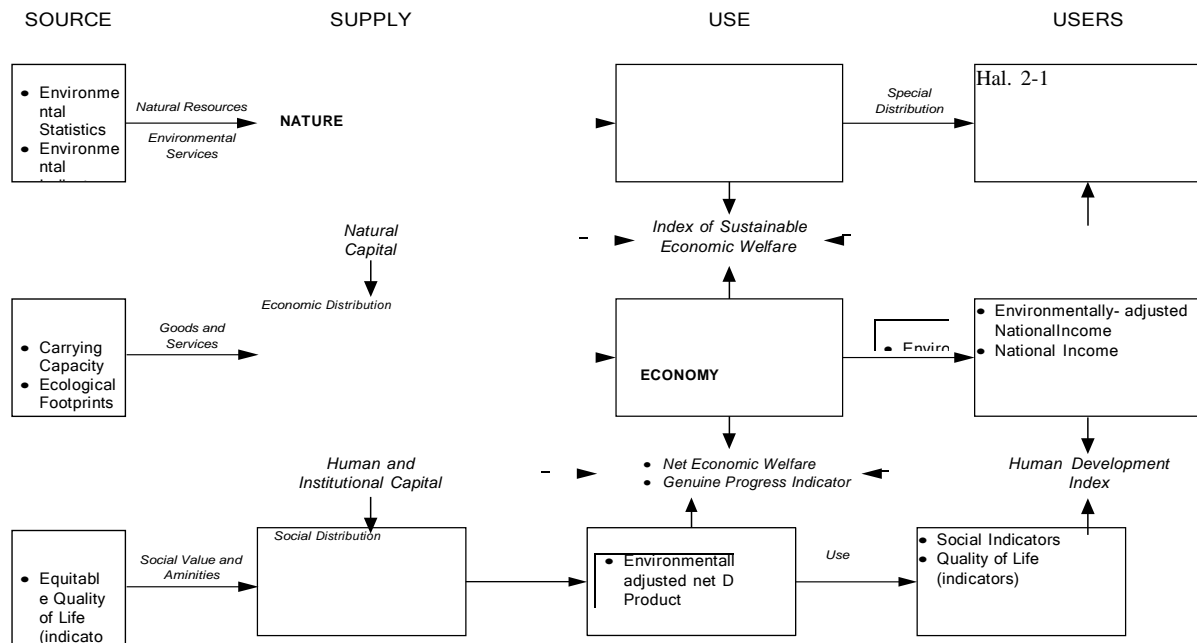 SOURCE
SUPPLY
USE
USERS
• Environme
ntal
Statistics
• Environme
ntal
Natural Resources
Environmental
Services
NATURE
Special
Distribution
Hal. 2-1
Natural
Capital
Index of Sustainable
Economic Welfare
• Carrying
Capacity
• Ecological
Footprints
Goods and
Services
Economic Distribution
ECONOMY
• Enviro
• Environmentally- adjusted
NationalIncome
• National Income
Human and
Institutional Capital
• Net Economic Welfare
• Genuine Progress Indicator
Human Development
Index
• Equitabl
e Quality
of Life
(indicato
Social Value and
Aminities
Social Distribution
• Environmentall
adjusted net D
Product
Use
• Social Indicators
• Quality of Life
(indicators)